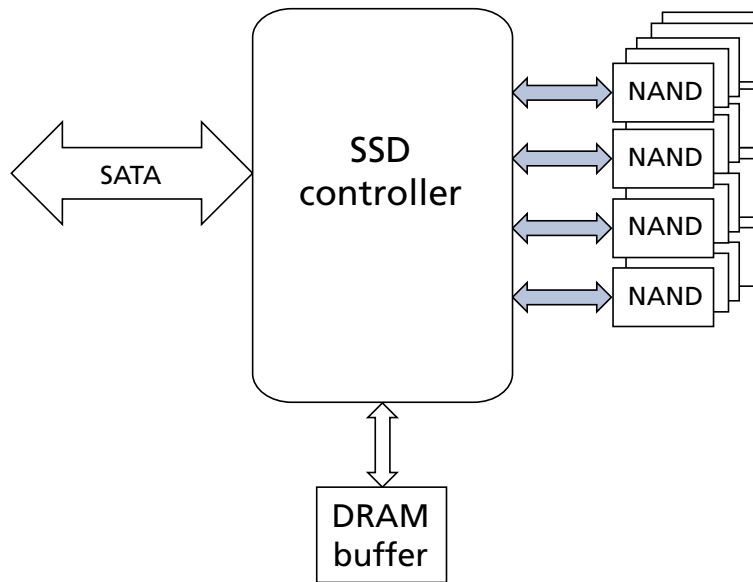 SATA
SSD
controller
NAND
NAND
NAND
NAND
DRAM
buffer